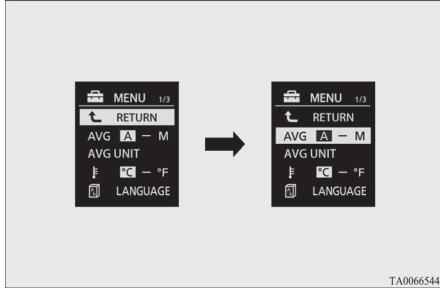 MENU 1/3
RETURN
AVG A – M
AVG UNIT
°C – °F
LANGUAGE
MENU 1/3
RETURN
AVG A – M
AVG UNIT
°C – °F
LANGUAGE
TA0066544